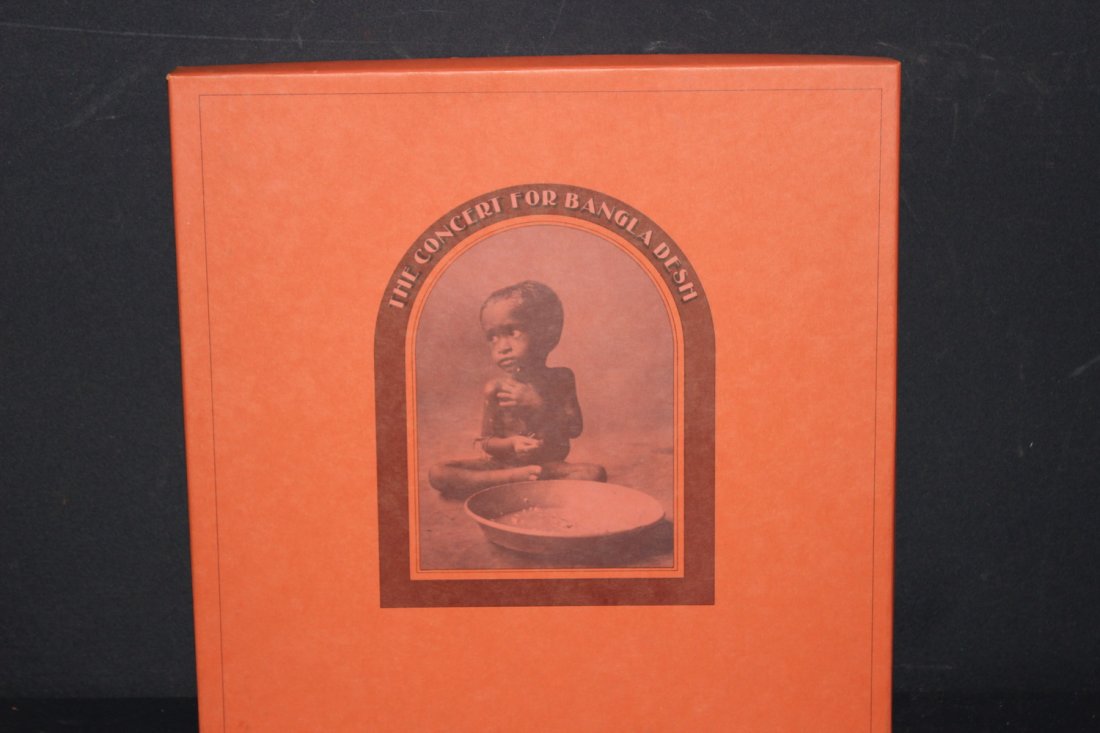 THE CONCERT FOR BANGLA DESH